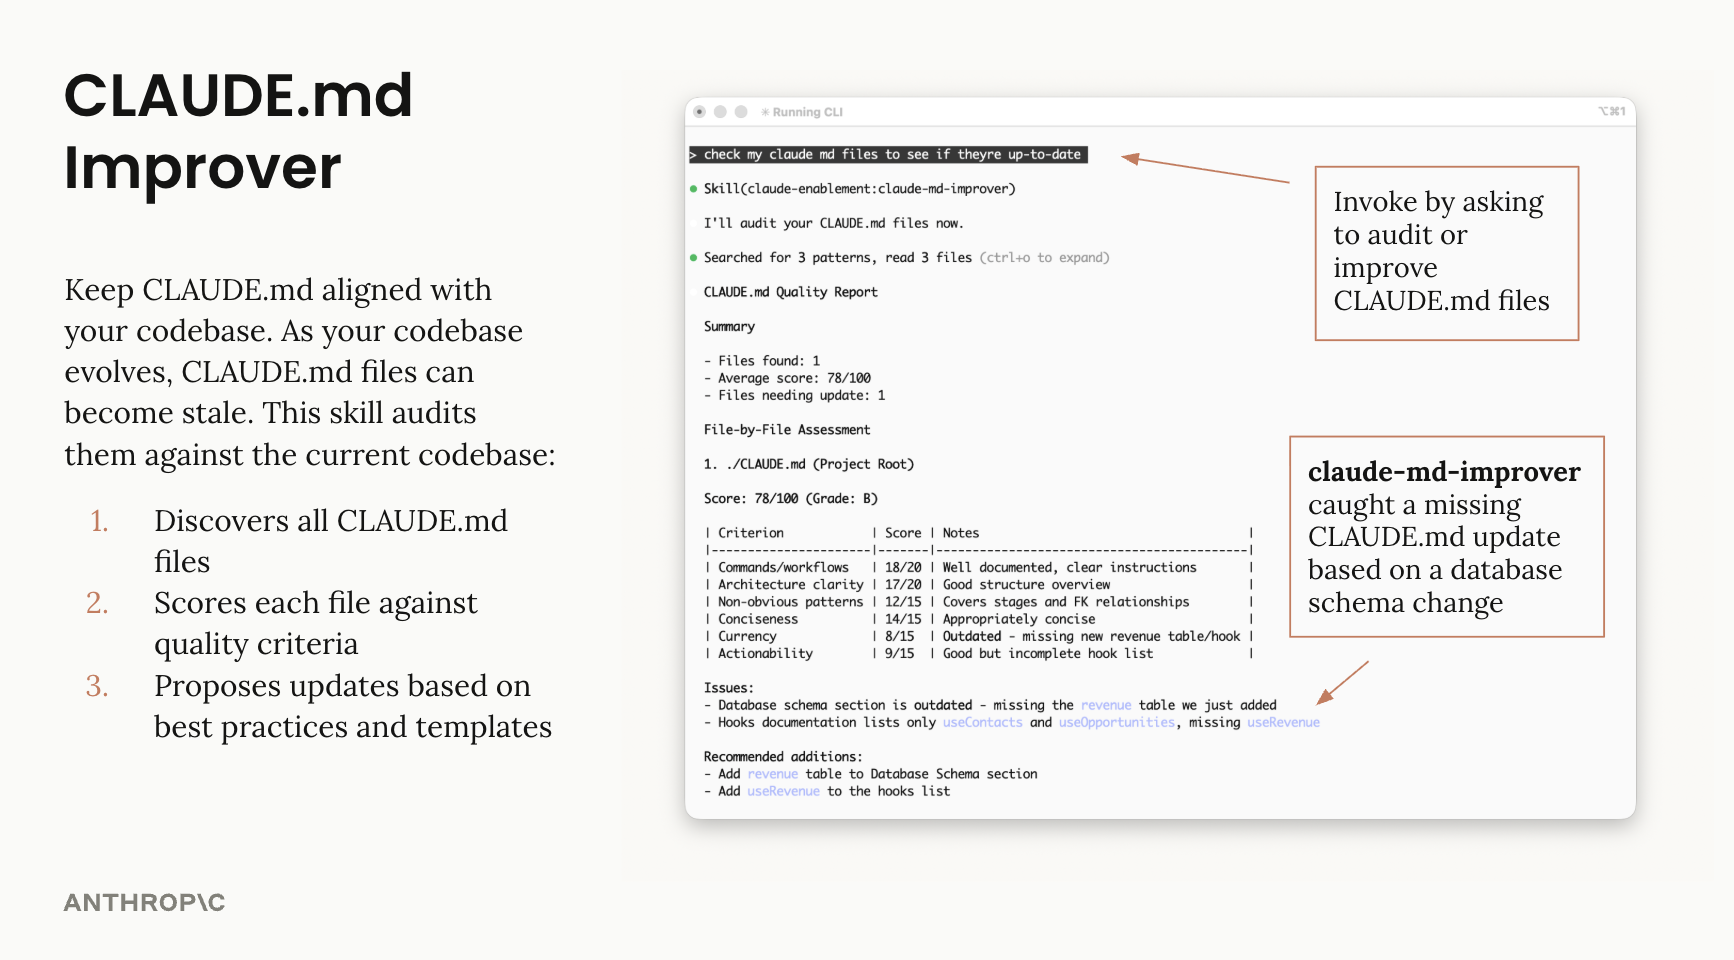 CLAUDE.md
Improver
Keep CLAUDE.md aligned with
your codebase. As your codebase
evolves, CLAUDE.md files can
become stale. This skill audits
them against the current codebase:
1. Discovers all CLAUDE.md
files
2. Scores each file against
quality criteria
3. Proposes updates based on
best practices and templates
ANTHROP\C
✳ Running CLI
⌥⌘1
> check my claude md files to see if theyre up-to-date
● Skill(claude-enablement:claude-md-improver)
I'll audit your CLAUDE.md files now.
● Searched for 3 patterns, read 3 files (ctrl+o to expand)
CLAUDE.md Quality Report
Summary
- Files found: 1
- Average score: 78/100
- Files needing update: 1
File-by-File Assessment
1. ./CLAUDE.md (Project Root)
Score: 78/100 (Grade: B)
| Criterion | Score | Notes |
|----------------------|-------|-------------------------------------------|
| Commands/workflows | 18/20 | Well documented, clear instructions |
| Architecture clarity | 17/20 | Good structure overview |
| Non-obvious patterns | 12/15 | Covers stages and FK relationships |
| Conciseness | 14/15 | Appropriately concise |
| Currency | 8/15 | Outdated - missing new revenue table/hook |
| Actionability | 9/15 | Good but incomplete hook list |
Issues:
- Database schema section is outdated - missing the revenue table we just added
- Hooks documentation lists only useContacts and useOpportunities, missing useRevenue
Recommended additions:
- Add revenue table to Database Schema section
- Add useRevenue to the hooks list
Invoke by asking
to audit or
improve
CLAUDE.md files
claude-md-improver
caught a missing
CLAUDE.md update
based on a database
schema change